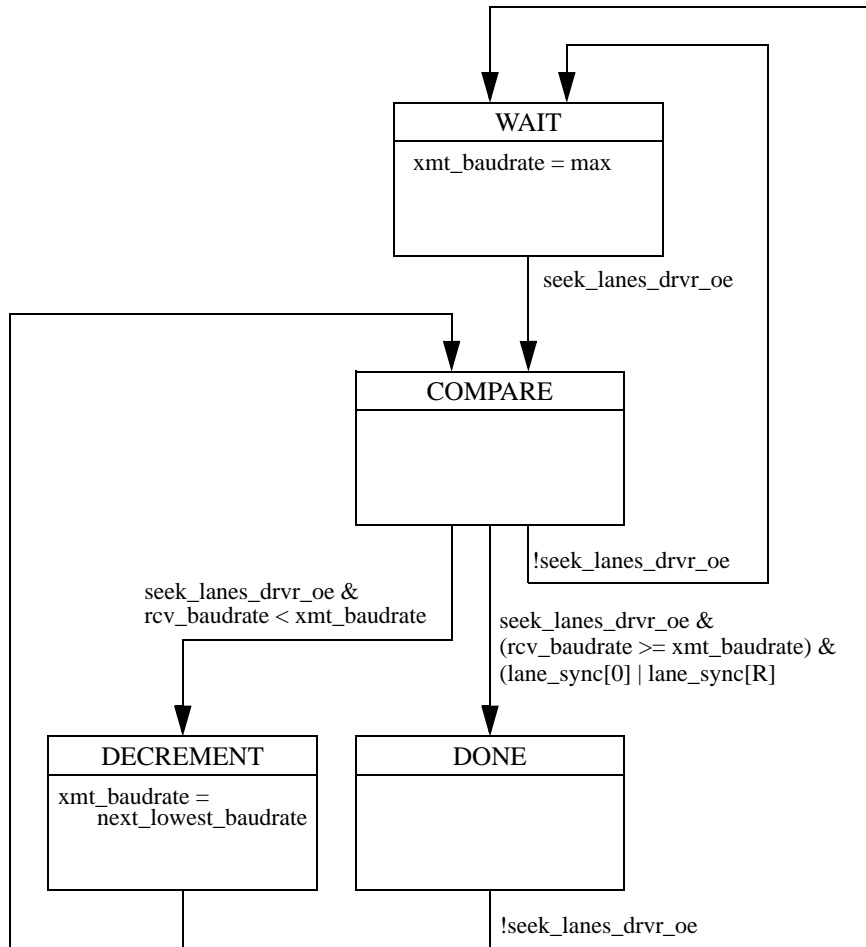 WAIT
xmt_baudrate = max
seek_lanes_drvr_oe
COMPARE
!seek_lanes_drvr_oe
seek_lanes_drvr_oe &
rcv_baudrate < xmt_baudrate
seek_lanes_drvr_oe &
(rcv_baudrate >= xmt_baudrate) &
(lane_sync[0] | lane_sync[R]
DECREMENT
xmt_baudrate =
next_lowest_baudrate
DONE
!seek_lanes_drvr_oe